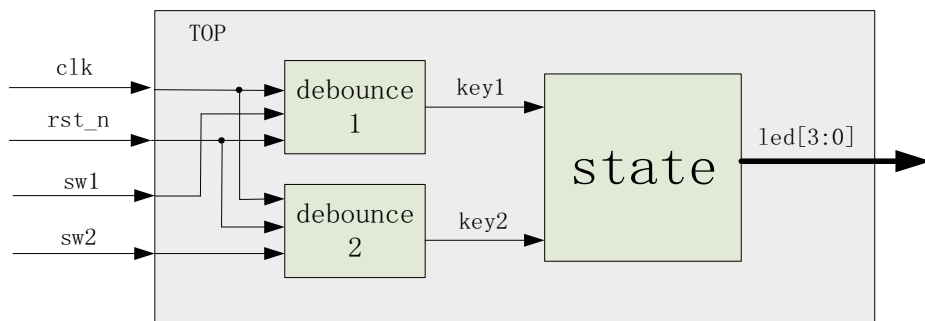 TOP
clk
rst_n
sw1
sw2
debounce
1
debounce
2
key1
key2
state
led[3:0]